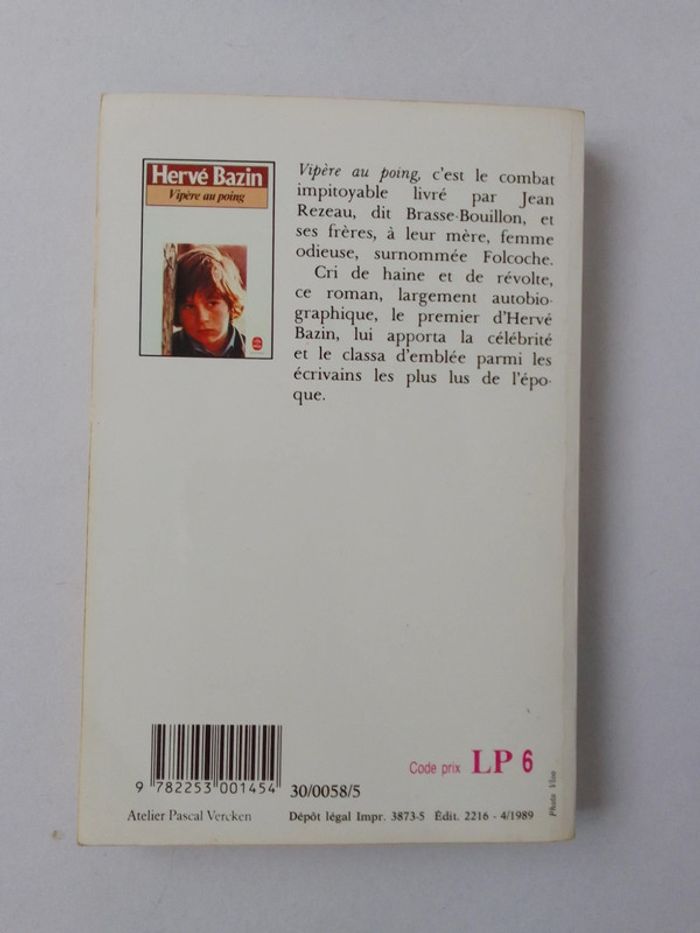 Hervé Bazin
Vipère au poing
Vipère au poing, c'est le combat
impitoyable livré par Jean
Rezeau, dit Brasse-Bouillon, et
ses frères, à leur mère, femme
odieuse, surnommée Folcoche.
Cri de haine et de révolte,
ce roman, largement autobio-
graphique, le premier d'Hervé
Bazin, lui apporta la célébrité
et le classa d'emblée parmi les
écrivains les plus lus de l'épo-
que.
Code prix LP 6
9 782253 001454
30/0058/5
Photo Vloo
Atelier Pascal Vercken
Dépôt légal Impr. 3873-5 Édit. 2216 - 4/1989